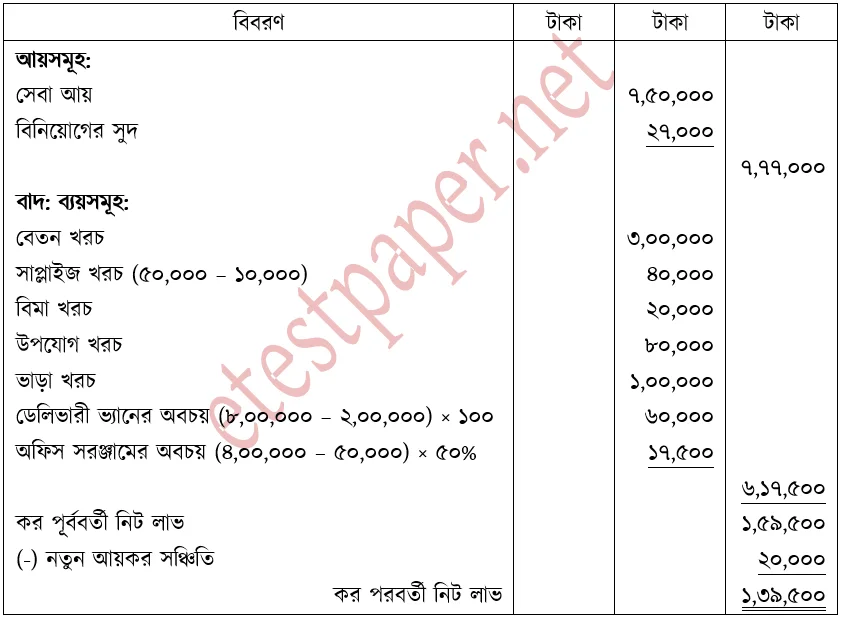 বিবরণ টাকা টাকা টাকা
আয়সমূহ:
সেবা আয় ৭,৫০,০০০
বিনিয়োগের সুদ ২৭,০০০
৭,৭৭,০০০
বাদ: ব্যয়সমূহ:
বেতন খরচ ৩,০০,০০০
সাপ্লাইজ খরচ (৫০,০০০ – ১০,০০০) ৪০,০০০
বিমা খরচ ২০,০০০
উপযোগ খরচ ৮০,০০০
ভাড়া খরচ ১,০০,০০০
ডেলিভারী ভ্যানের অবচয় (৮,০০,০০০ – ২,০০,০০০) × ১০০ ৬০,০০০
অফিস সরঞ্জামের অবচয় (৪,০০,০০০ – ৫০,০০০) × ৫০% ১৭,৫০০
৬,১৭,৫০০
কর পূর্ববর্তী নিট লাভ ১,৫৯,৫০০
(-) নতুন আয়কর সঞ্চিতি ২০,০০০
কর পরবর্তী নিট লাভ ১,৩৯,৫০০
etestpaper.net